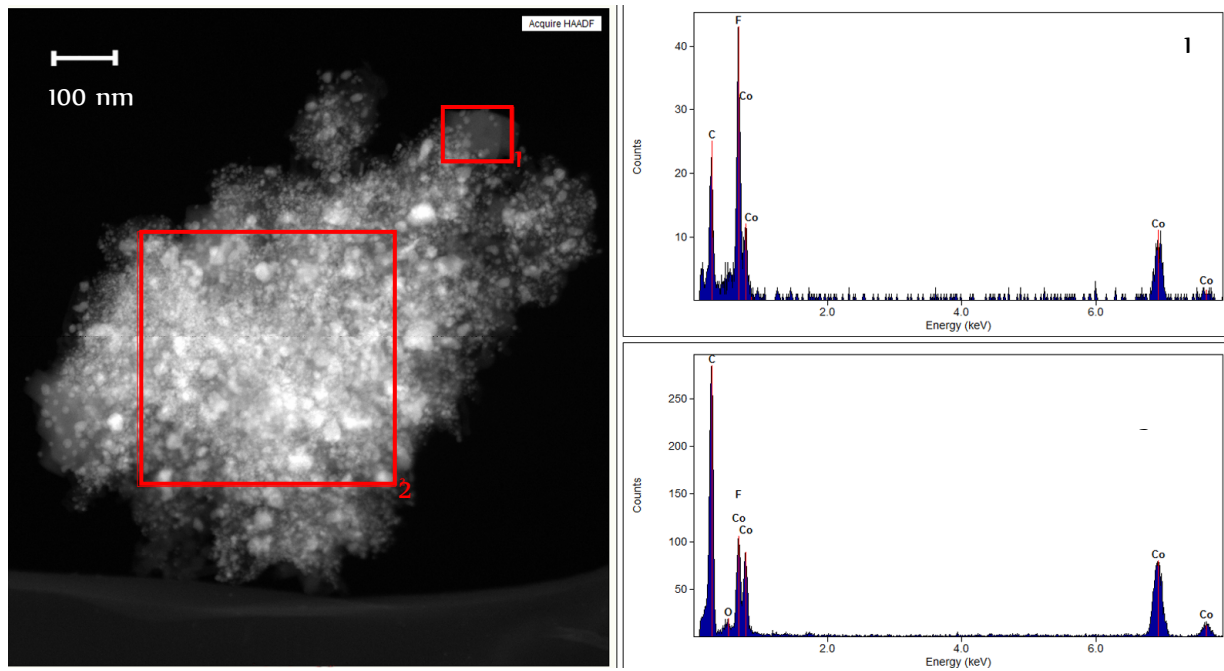 Acquire HAADF
100 nm
1
2
1
Counts
40
30
20
10
C
F
Co
Co
Co
Co
2.0
4.0
6.0
Energy (keV)
Counts
250
200
150
100
50
C
O
F
Co
Co
Co
Co
2.0
4.0
6.0
Energy (keV)